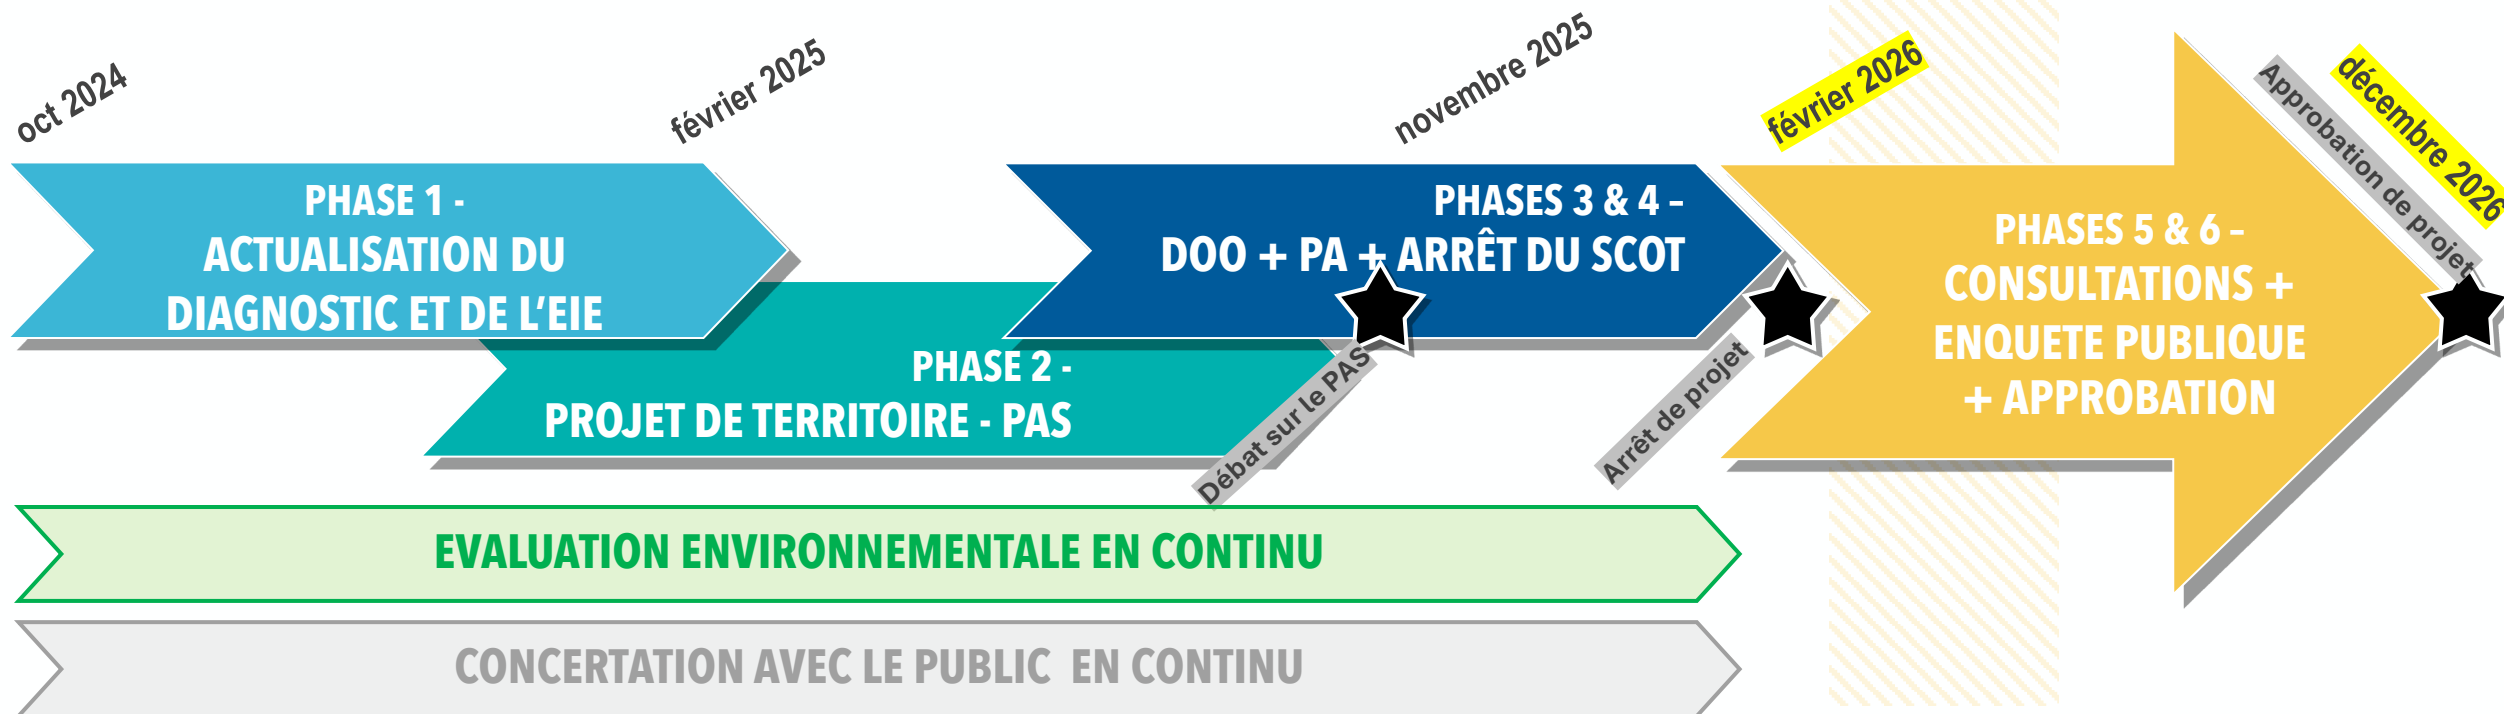 oct 2024
février 2025
novembre 2025
février 2026
décembre 2026
Approbation de projet
PHASE 1 -
ACTUALISATION DU
DIAGNOSTIC ET DE L’EIE
PHASES 3 & 4 –
DOO + PA + ARRÊT DU SCOT
PHASES 5 & 6 –
CONSULTATIONS +
ENQUETE PUBLIQUE
+ APPROBATION
PHASE 2 -
PROJET DE TERRITOIRE - PAS
Débat sur le PAS
Arrêt de projet
EVALUATION ENVIRONNEMENTALE EN CONTINU
CONCERTATION AVEC LE PUBLIC  EN CONTINU